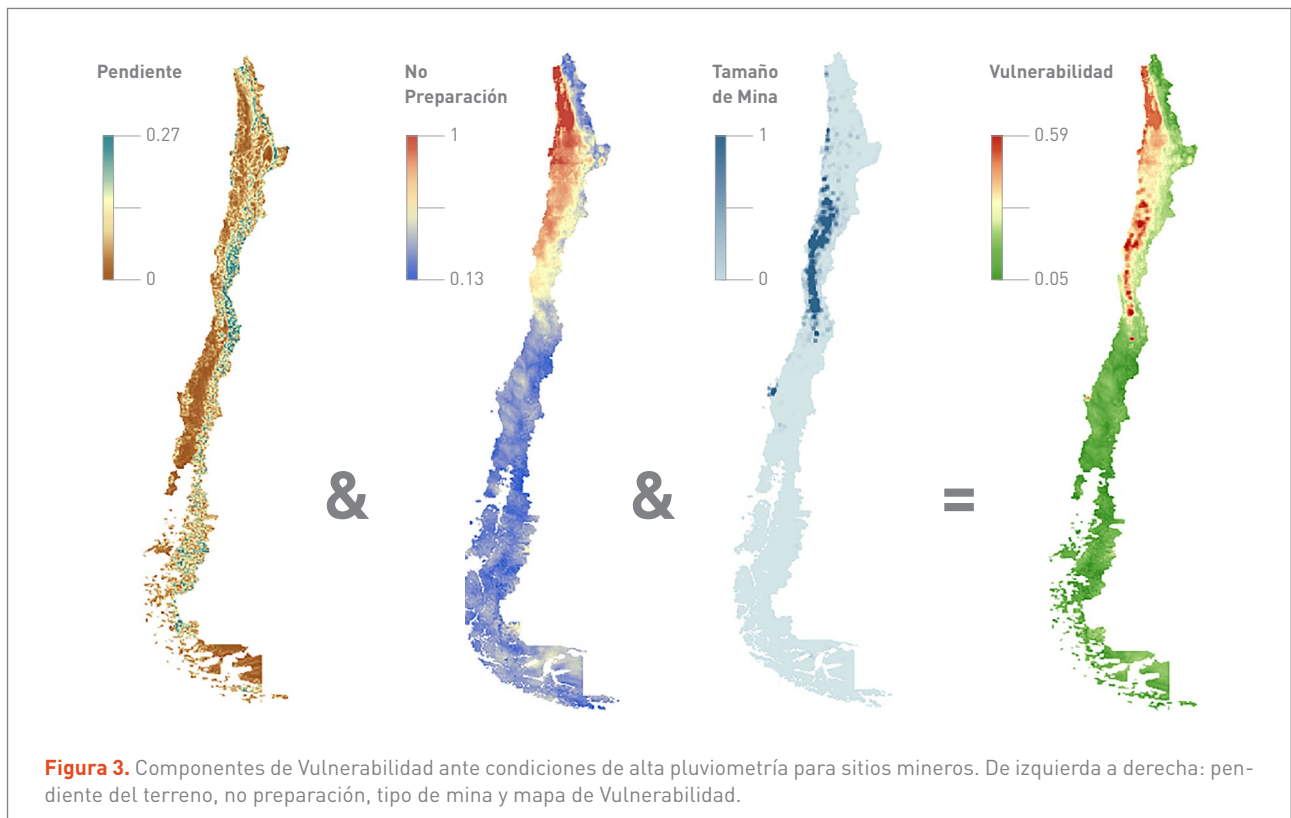 Pendiente
0.27
0
No
Preparación
1
0.13
Tamaño
de Mina
1
0
Vulnerabilidad
0.59
0.05
&
&
=
Figura 3. Componentes de Vulnerabilidad ante condiciones de alta pluviometría para sitios mineros. De izquierda a derecha: pen-
diente del terreno, no preparación, tipo de mina y mapa de Vulnerabilidad.